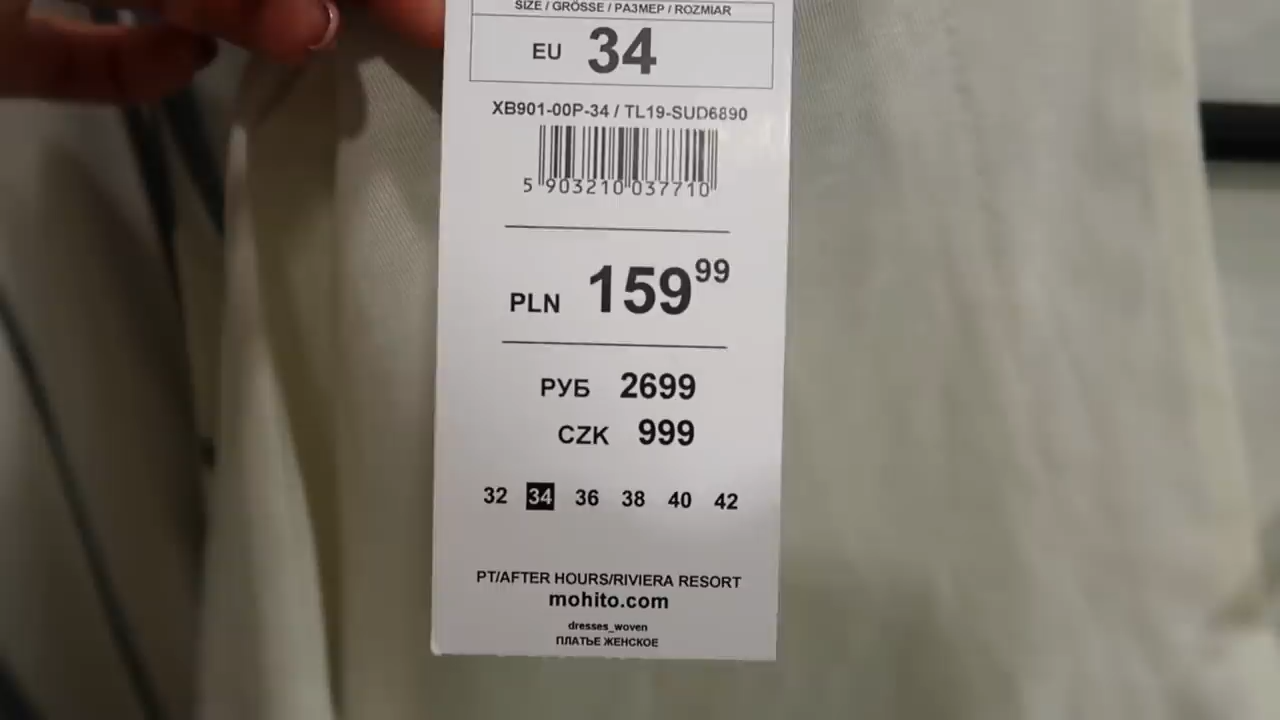 SIZE / GRÖSSE / РАЗМЕР / ROZMIAR
EU 34
XB901-00P-34 / TL19-SUD6890
5 903210 037710
PLN 159 99
РУБ 2699
CZK 999
32 34 36 38 40 42
PT/AFTER HOURS/RIVIERA RESORT
mohito.com
dresses_woven
ПЛАТЬЕ ЖЕНСКОЕ